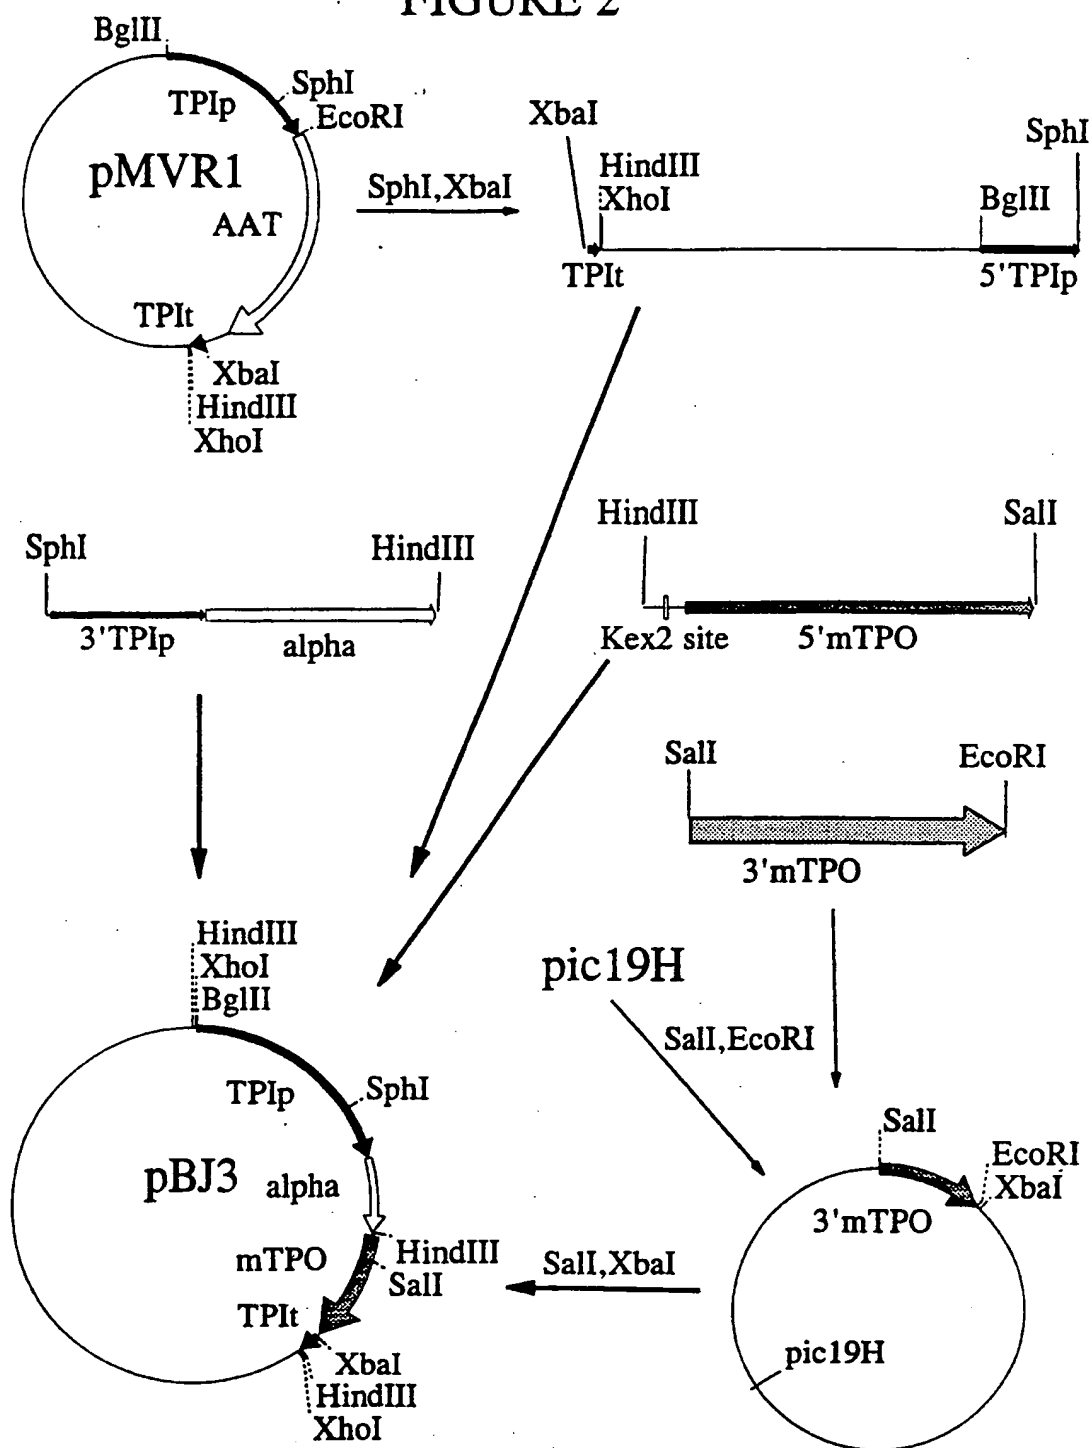 FIGURE 2
BglII
SphI
TPIp
EcoRI
pMVR1
AAT
TPIt
XbaI
HindIII
XhoI
SphI,XbaI
XbaI
HindIII
XhoI
SphI
BglII
TPIt
5'TPIp
SphI
HindIII
3'TPIp
alpha
HindIII
SalI
Kex2 site
5'mTPO
SalI
EcoRI
3'mTPO
pic19H
SalI,EcoRI
HindIII
XhoI
BglII
TPIp
SphI
pBJ3
alpha
mTPO
HindIII
SalI
TPIt
XbaI
HindIII
XhoI
SalI,XbaI
SalI
EcoRI
XbaI
3'mTPO
pic19H